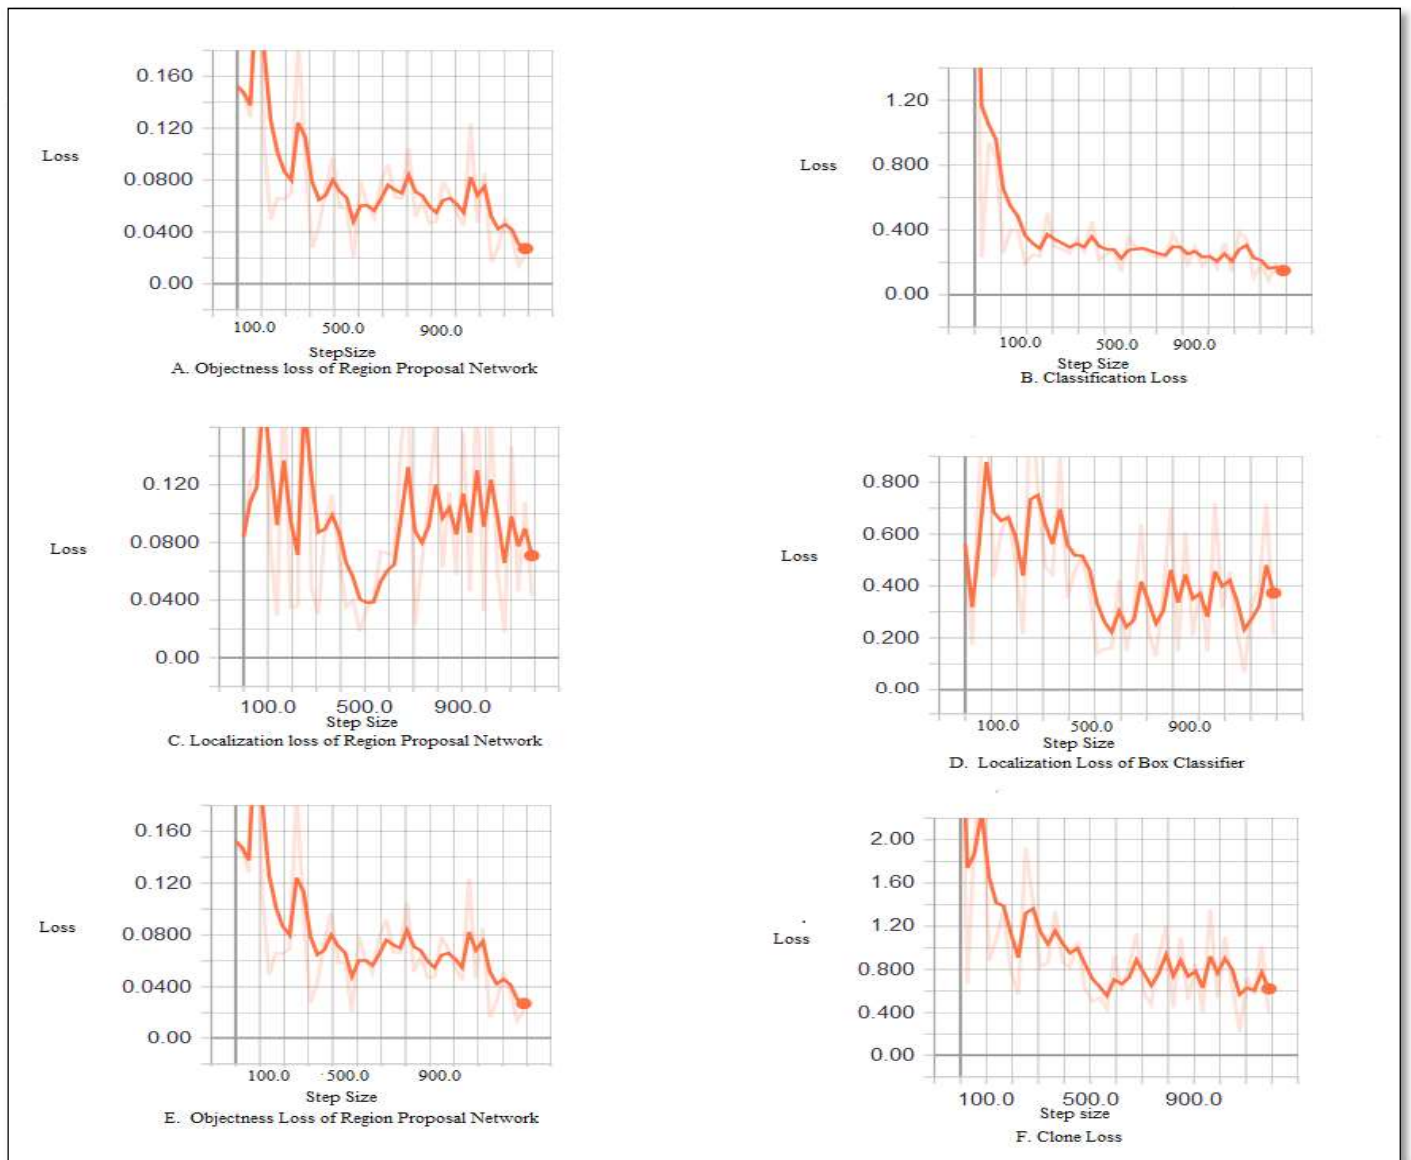 0.160
0.120
Loss
0.0800
0.0400
0.00
100.0 500.0 900.0
StepSize
A. Objectness loss of Region Proposal Network
1.20
Loss
0.800
0.400
0.00
100.0 500.0 900.0
Step Size
B. Classification Loss
0.120
Loss
0.0800
0.0400
0.00
100.0 500.0 900.0
Step Size
C. Localization loss of Region Proposal Network
0.800
0.600
Loss
0.400
0.200
0.00
100.0 500.0 900.0
Step Size
D. Localization Loss of Box Classifier
0.160
0.120
Loss
0.0800
0.0400
0.00
100.0 500.0 900.0
Step Size
E. Objectness Loss of Region Proposal Network
2.00
1.60
1.20
Loss
0.800
0.400
0.00
100.0 500.0 900.0
Step size
F. Clone Loss